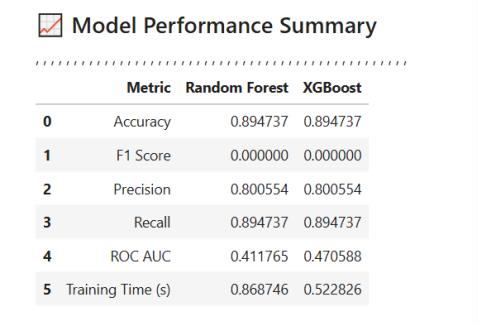 📈 Model Performance Summary
Metric Random Forest XGBoost
0 Accuracy 0.894737 0.894737
1 F1 Score 0.000000 0.000000
2 Precision 0.800554 0.800554
3 Recall 0.894737 0.894737
4 ROC AUC 0.411765 0.470588
5 Training Time (s) 0.868746 0.522826